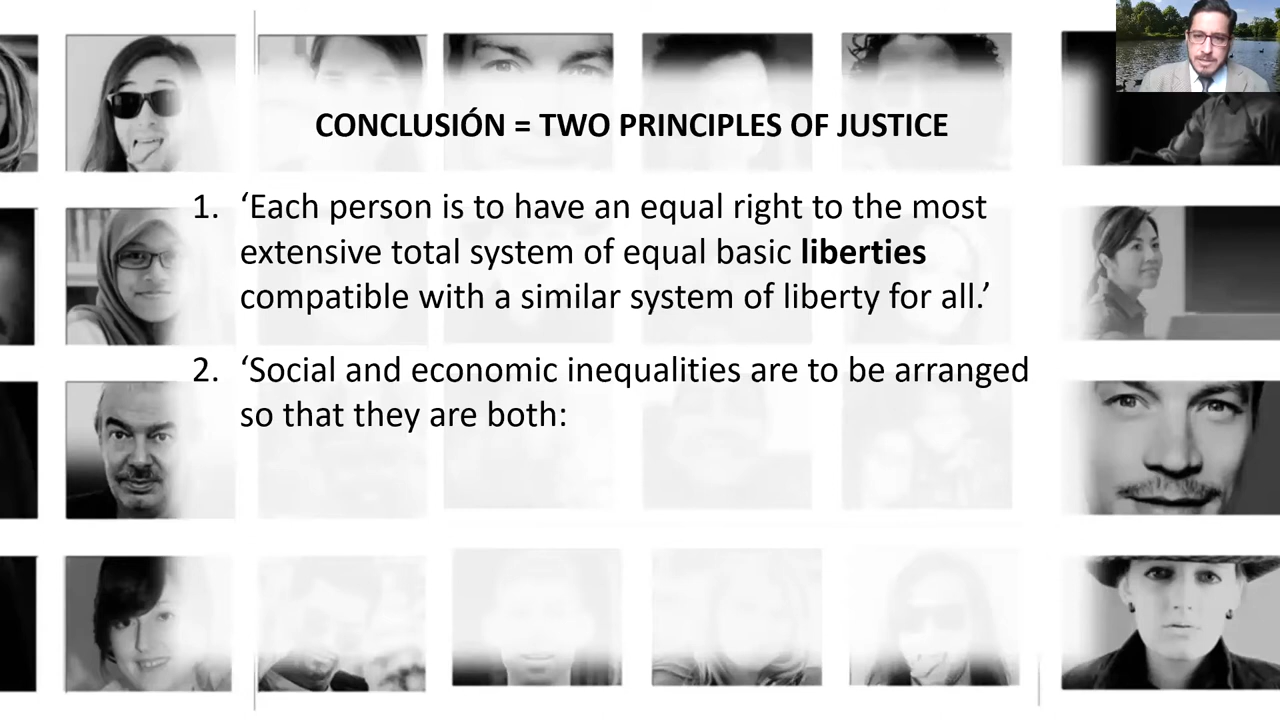 CONCLUSIÓN = TWO PRINCIPLES OF JUSTICE
1. ‘Each person is to have an equal right to the most
extensive total system of equal basic liberties
compatible with a similar system of liberty for all.’
2. ‘Social and economic inequalities are to be arranged
so that they are both: